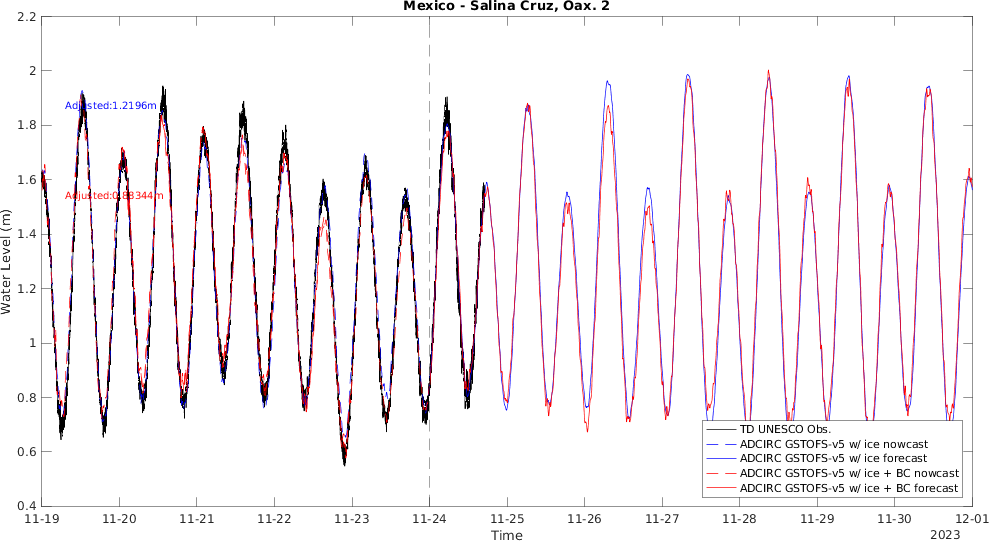 Mexico - Salina Cruz, Oax. 2
2.2
2
1.8
1.6
1.4
1.2
1
0.8
0.6
0.4
Water Level (m)
Adjusted:1.2196m
Adjusted:0.88344m
TD UNESCO Obs.
ADCIRC GSTOFS-v5 w/ ice nowcast
ADCIRC GSTOFS-v5 w/ ice forecast
ADCIRC GSTOFS-v5 w/ ice + BC nowcast
ADCIRC GSTOFS-v5 w/ ice + BC forecast
11-19 11-20 11-21 11-22 11-23 11-24 11-25 11-26 11-27 11-28 11-29 11-30 12-01
Time
2023